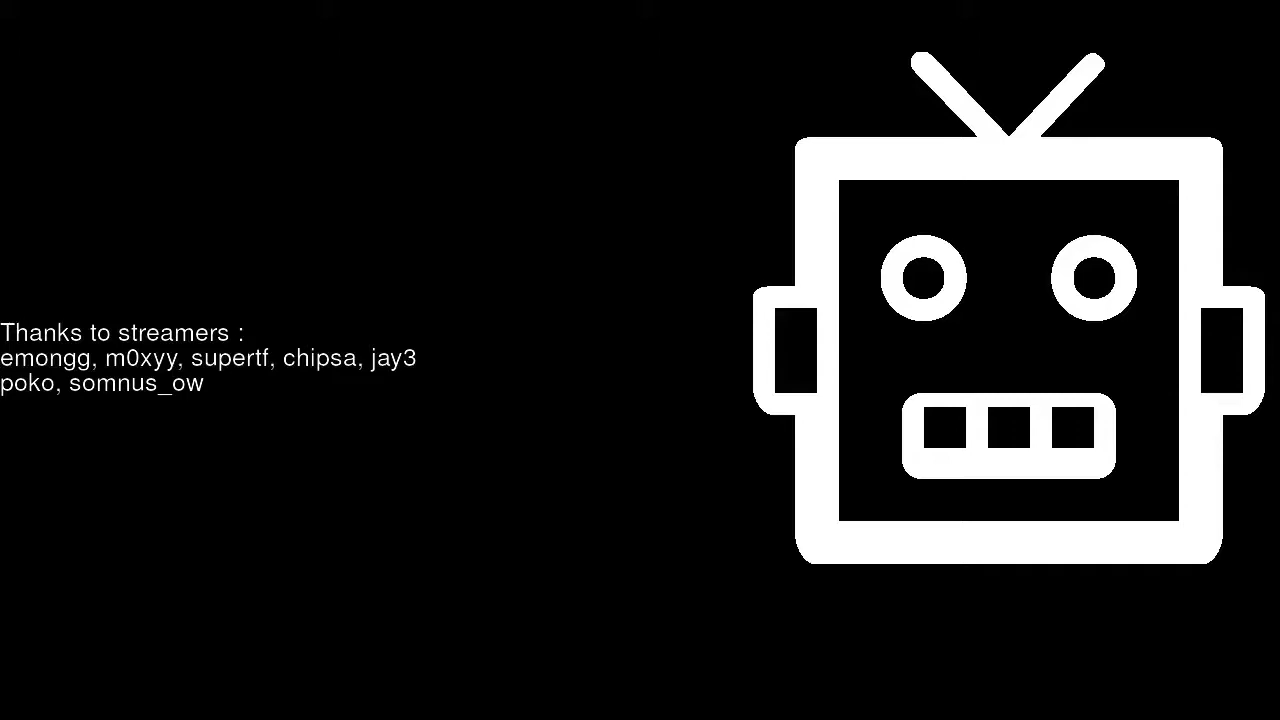 Thanks to streamers :
emongg, m0xyy, supertf, chipsa, jay3
poko, somnus_ow